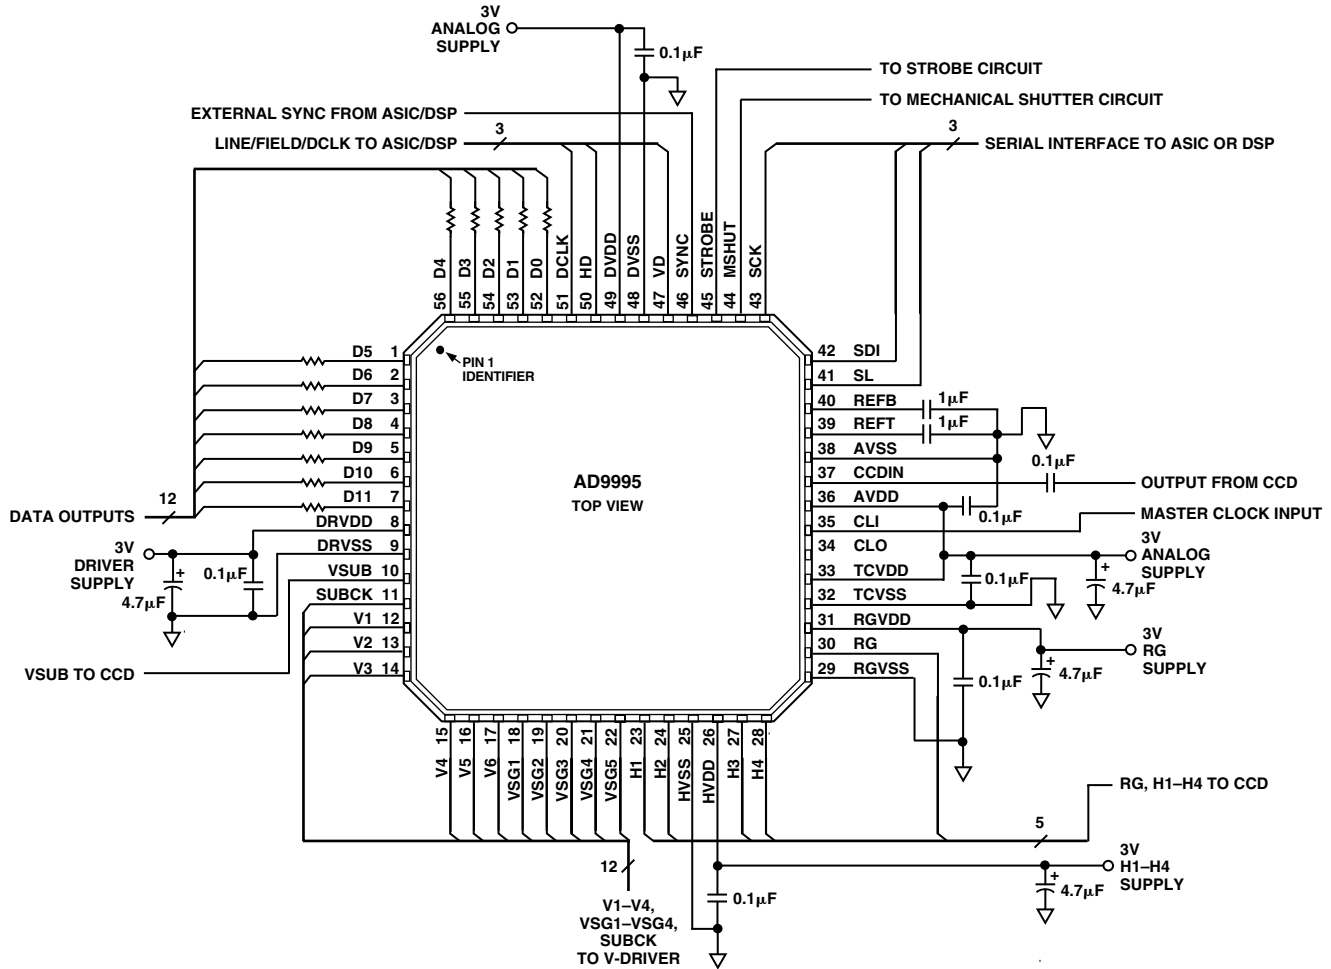 3V
ANALOG
SUPPLY
0.1µF
TO STROBE CIRCUIT
TO MECHANICAL SHUTTER CIRCUIT
EXTERNAL SYNC FROM ASIC/DSP
3
LINE/FIELD/DCLK TO ASIC/DSP
3
SERIAL INTERFACE TO ASIC OR DSP
D4
D3
D2
D1
D0
DCLK
HD
DVDD
DVSS
VD
SYNC
STROBE
MSHUT
SCK
56
55
54
53
52
51
50
49
48
47
46
45
44
43
PIN 1
IDENTIFIER
D5 1
D6 2
D7 3
D8 4
D9 5
D10 6
D11 7
DRVDD 8
DRVSS 9
VSUB 10
SUBCK 11
V1 12
V2 13
V3 14
12
DATA OUTPUTS
3V
DRIVER
SUPPLY
+
4.7µF
0.1µF
VSUB TO CCD
AD9995
TOP VIEW
42 SDI
41 SL
40 REFB
39 REFT
38 AVSS
37 CCDIN
36 AVDD
35 CLI
34 CLO
33 TCVDD
32 TCVSS
31 RGVDD
30 RG
29 RGVSS
1µF
1µF
0.1µF
OUTPUT FROM CCD
0.1µF
MASTER CLOCK INPUT
3V
ANALOG
SUPPLY
0.1µF
+
4.7µF
3V
RG
SUPPLY
0.1µF
+
4.7µF
15
16
17
18
19
20
21
22
23
24
25
26
27
28
V4
V5
V6
VSG1
VSG2
VSG3
VSG4
VSG5
H1
H2
HVSS
HVDD
H3
H4
RG, H1–H4 TO CCD
5
3V
H1–H4
SUPPLY
+
4.7µF
0.1µF
12
V1–V4,
VSG1–VSG4,
SUBCK
TO V-DRIVER